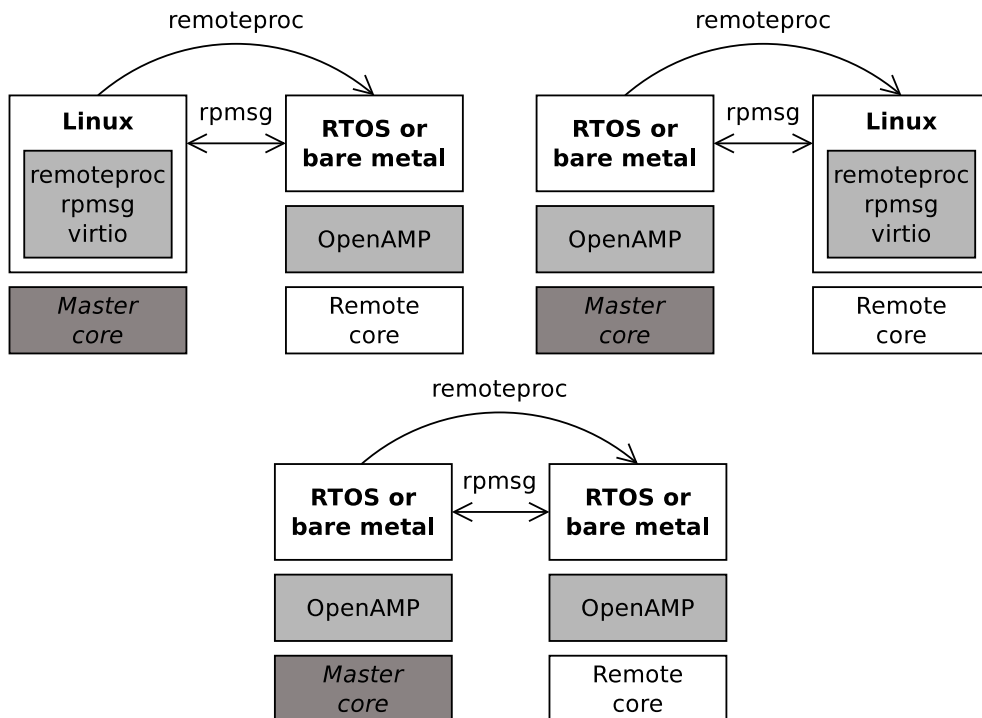 remoteproc
Linux
remoteproc
rpmsg
virtio
Master
core
rpmsg
RTOS or
bare metal
OpenAMP
Remote
core
remoteproc
RTOS or
bare metal
OpenAMP
Master
core
rpmsg
Linux
remoteproc
rpmsg
virtio
Remote
core
remoteproc
RTOS or
bare metal
OpenAMP
Master
core
rpmsg
RTOS or
bare metal
OpenAMP
Remote
core